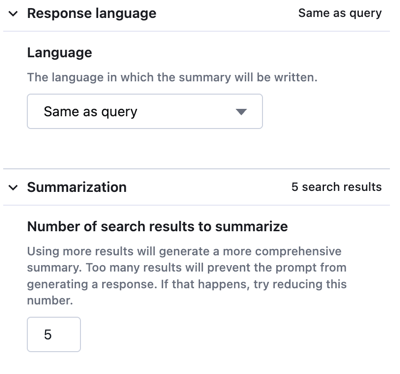 Response language Same as query
Language
The language in which the summary will be written.
Same as query
Summarization 5 search results
Number of search results to summarize
Using more results will generate a more comprehensive
summary. Too many results will prevent the prompt from
generating a response. If that happens, try reducing this
number.
5